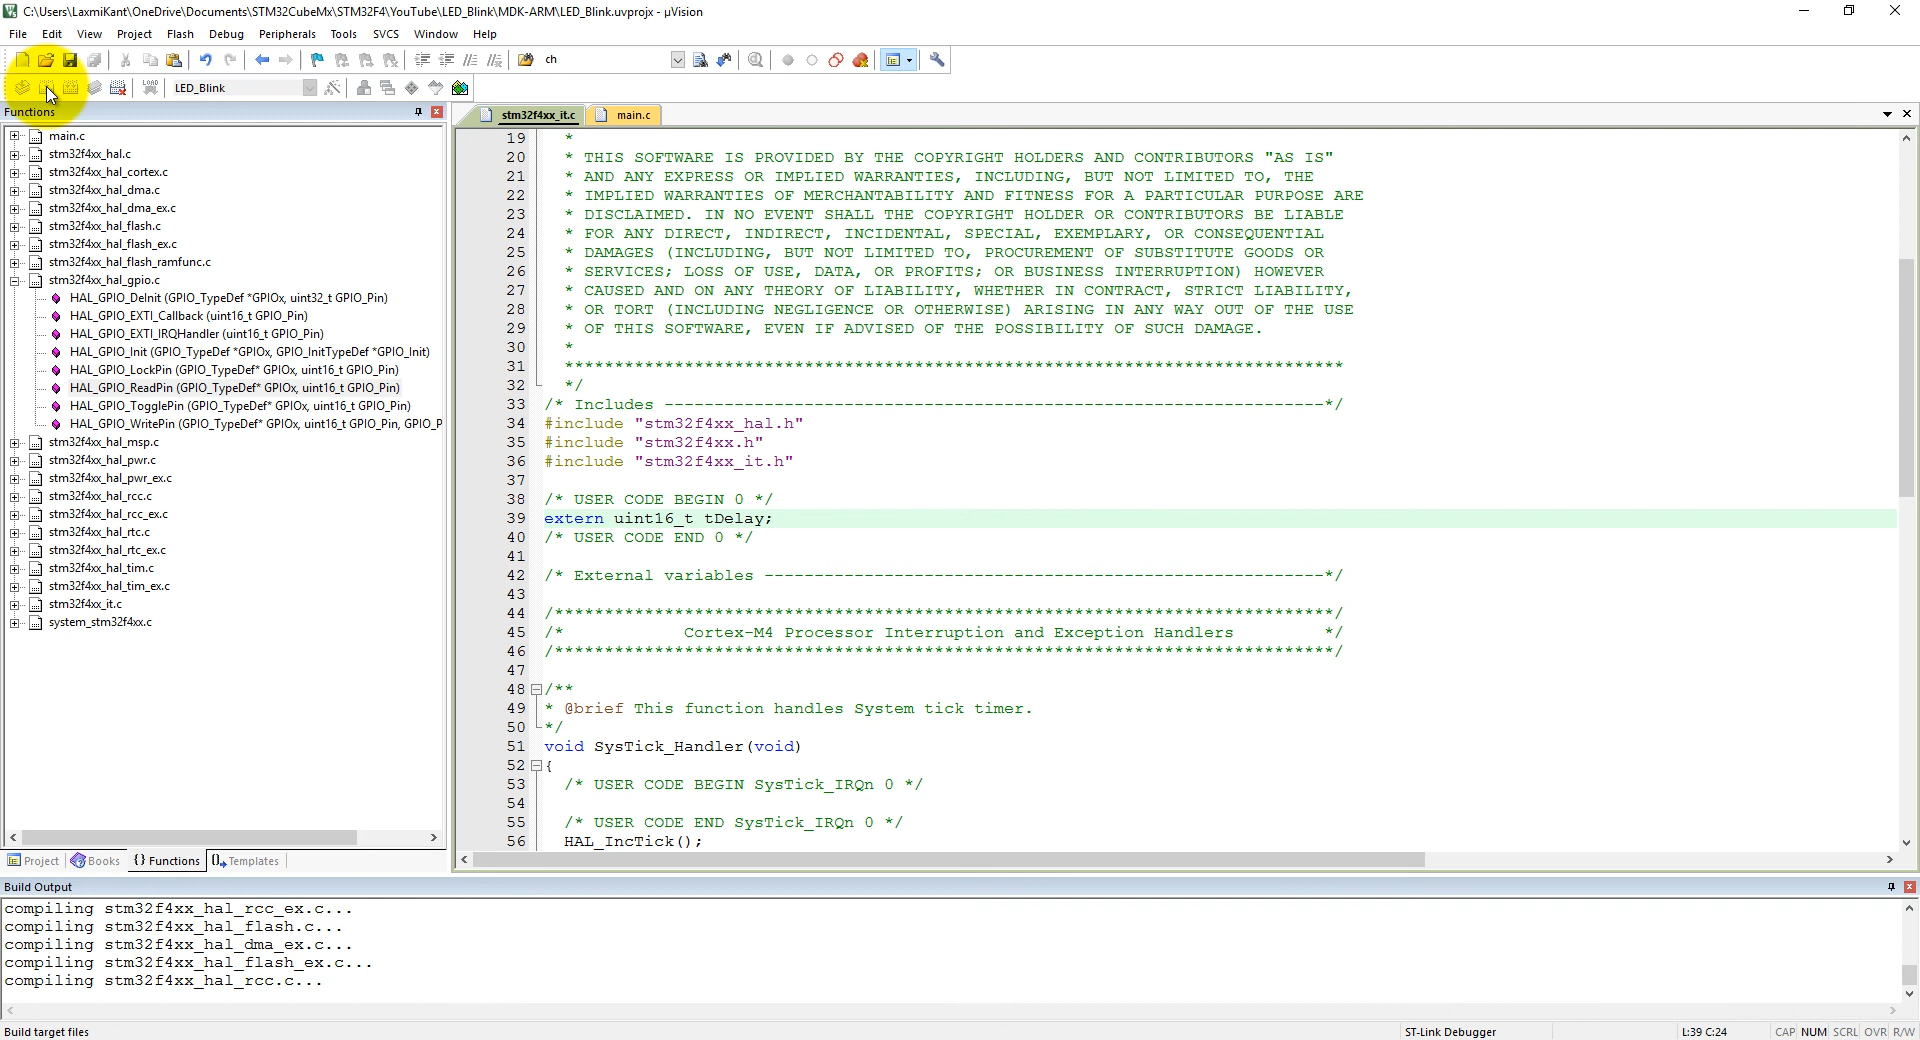 C:\Users\LaxmiKant\OneDrive\Documents\STM32CubeMx\STM32F4\YouTube\LED_Blink\MDK-ARM\LED_Blink.uvprojx - µVision
File Edit View Project Flash Debug Peripherals Tools SVCS Window Help
ch
LOAD LED_Blink
Functions
main.c
stm32f4xx_hal.c
stm32f4xx_hal_cortex.c
stm32f4xx_hal_dma.c
stm32f4xx_hal_dma_ex.c
stm32f4xx_hal_flash.c
stm32f4xx_hal_flash_ex.c
stm32f4xx_hal_flash_ramfunc.c
stm32f4xx_hal_gpio.c
HAL_GPIO_DeInit (GPIO_TypeDef *GPIOx, uint32_t GPIO_Pin)
HAL_GPIO_EXTI_Callback (uint16_t GPIO_Pin)
HAL_GPIO_EXTI_IRQHandler (uint16_t GPIO_Pin)
HAL_GPIO_Init (GPIO_TypeDef *GPIOx, GPIO_InitTypeDef *GPIO_Init)
HAL_GPIO_LockPin (GPIO_TypeDef* GPIOx, uint16_t GPIO_Pin)
HAL_GPIO_ReadPin (GPIO_TypeDef* GPIOx, uint16_t GPIO_Pin)
HAL_GPIO_TogglePin (GPIO_TypeDef* GPIOx, uint16_t GPIO_Pin)
HAL_GPIO_WritePin (GPIO_TypeDef* GPIOx, uint16_t GPIO_Pin, GPIO_P
stm32f4xx_hal_msp.c
stm32f4xx_hal_pwr.c
stm32f4xx_hal_pwr_ex.c
stm32f4xx_hal_rcc.c
stm32f4xx_hal_rcc_ex.c
stm32f4xx_hal_rtc.c
stm32f4xx_hal_rtc_ex.c
stm32f4xx_hal_tim.c
stm32f4xx_hal_tim_ex.c
stm32f4xx_it.c
system_stm32f4xx.c
Project Books {} Functions Templates
stm32f4xx_it.c main.c
19 *
20 * THIS SOFTWARE IS PROVIDED BY THE COPYRIGHT HOLDERS AND CONTRIBUTORS "AS IS"
21 * AND ANY EXPRESS OR IMPLIED WARRANTIES, INCLUDING, BUT NOT LIMITED TO, THE
22 * IMPLIED WARRANTIES OF MERCHANTABILITY AND FITNESS FOR A PARTICULAR PURPOSE ARE
23 * DISCLAIMED. IN NO EVENT SHALL THE COPYRIGHT HOLDER OR CONTRIBUTORS BE LIABLE
24 * FOR ANY DIRECT, INDIRECT, INCIDENTAL, SPECIAL, EXEMPLARY, OR CONSEQUENTIAL
25 * DAMAGES (INCLUDING, BUT NOT LIMITED TO, PROCUREMENT OF SUBSTITUTE GOODS OR
26 * SERVICES; LOSS OF USE, DATA, OR PROFITS; OR BUSINESS INTERRUPTION) HOWEVER
27 * CAUSED AND ON ANY THEORY OF LIABILITY, WHETHER IN CONTRACT, STRICT LIABILITY,
28 * OR TORT (INCLUDING NEGLIGENCE OR OTHERWISE) ARISING IN ANY WAY OUT OF THE USE
29 * OF THIS SOFTWARE, EVEN IF ADVISED OF THE POSSIBILITY OF SUCH DAMAGE.
30 *
31 ******************************************************************************
32 */
33 /* Includes ------------------------------------------------------------------*/
34 #include "stm32f4xx_hal.h"
35 #include "stm32f4xx.h"
36 #include "stm32f4xx_it.h"
37
38 /* USER CODE BEGIN 0 */
39 extern uint16_t tDelay;
40 /* USER CODE END 0 */
41
42 /* External variables --------------------------------------------------------*/
43
44 /******************************************************************************/
45 /* Cortex-M4 Processor Interruption and Exception Handlers */
46 /******************************************************************************/
47
48 /**
49 * @brief This function handles System tick timer.
50 */
51 void SysTick_Handler(void)
52 {
53 /* USER CODE BEGIN SysTick_IRQn 0 */
54
55 /* USER CODE END SysTick_IRQn 0 */
56 HAL_IncTick();
Build Output
compiling stm32f4xx_hal_rcc_ex.c...
compiling stm32f4xx_hal_flash.c...
compiling stm32f4xx_hal_dma_ex.c...
compiling stm32f4xx_hal_flash_ex.c...
compiling stm32f4xx_hal_rcc.c...
Build target files ST-Link Debugger L:39 C:24 CAP NUM SCRL OVR R/W